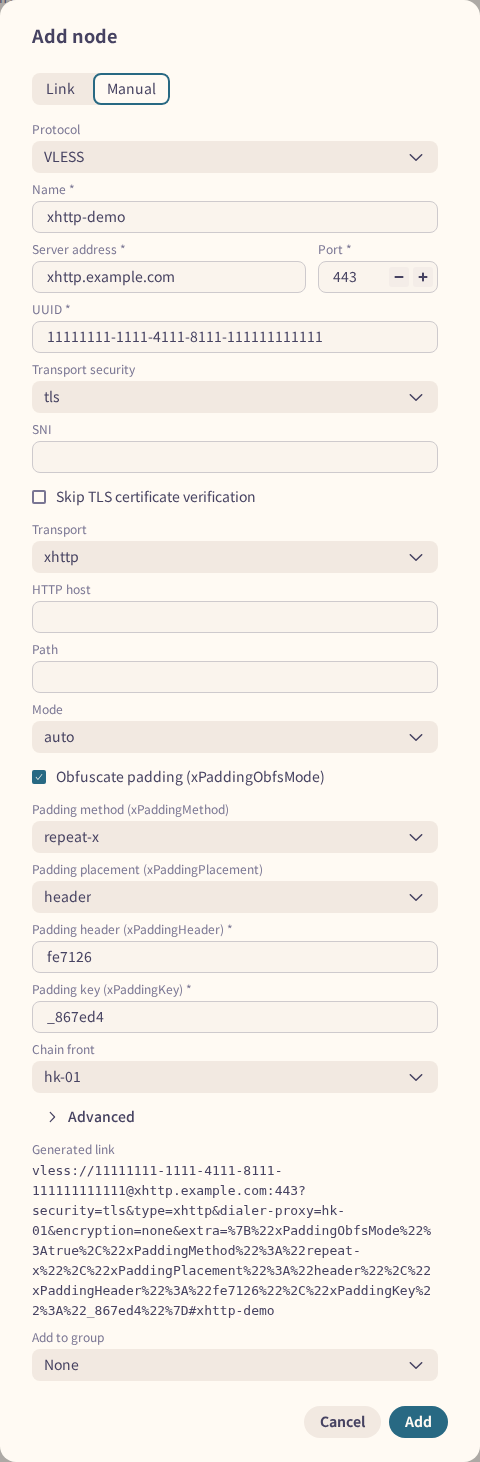 Add node
Link Manual
Protocol
VLESS
Name *
xhttp-demo
Server address * Port *
xhttp.example.com 443 − +
UUID *
11111111-1111-4111-8111-111111111111
Transport security
tls
SNI
Skip TLS certificate verification
Transport
xhttp
HTTP host
Path
Mode
auto
Obfuscate padding (xPaddingObfsMode)
Padding method (xPaddingMethod)
repeat-x
Padding placement (xPaddingPlacement)
header
Padding header (xPaddingHeader) *
fe7126
Padding key (xPaddingKey) *
_867ed4
Chain front
hk-01
Advanced
Generated link
vless://11111111-1111-4111-8111-
111111111111@xhttp.example.com:443?
security=tls&type=xhttp&dialer-proxy=hk-
01&encryption=none&extra=%7B%22xPaddingObfsMode%22%
3Atrue%2C%22xPaddingMethod%22%3A%22repeat-
x%22%2C%22xPaddingPlacement%22%3A%22header%22%2C%22
xPaddingHeader%22%3A%22fe7126%22%2C%22xPaddingKey%2
2%3A%22_867ed4%22%7D#xhttp-demo
Add to group
None
Cancel Add